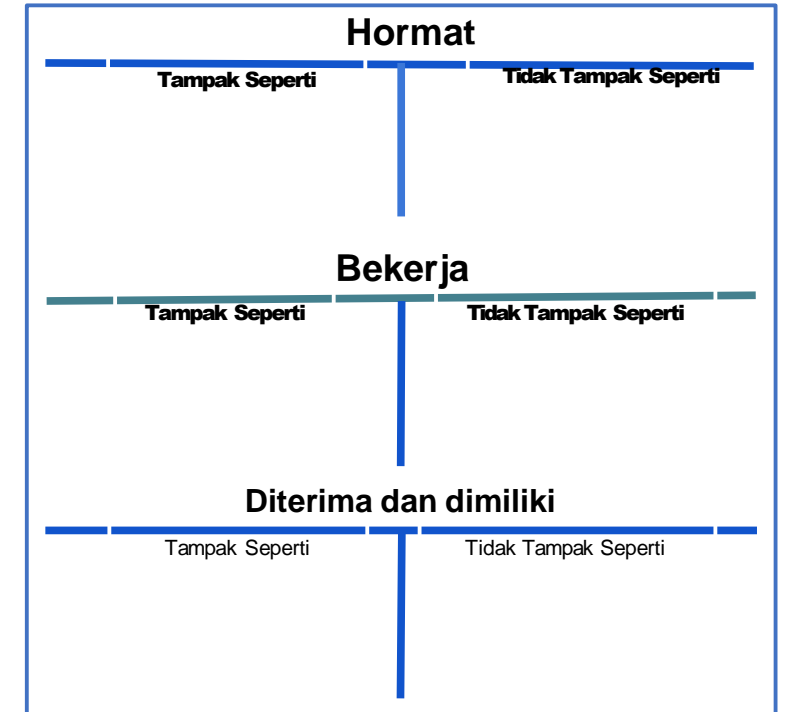 Hormat
Tampak Seperti Tidak Tampak Seperti
Bekerja
Tampak Seperti Tidak Tampak Seperti
Diterima dan dimiliki
Tampak Seperti Tidak Tampak Seperti